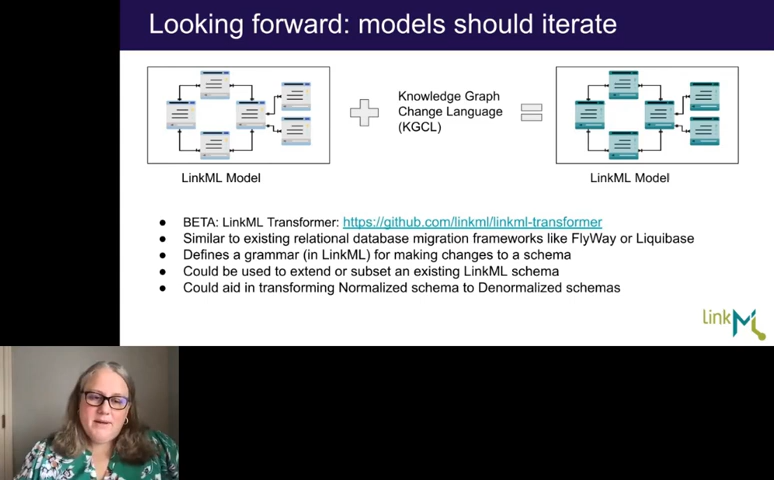 Looking forward: models should iterate
Knowledge Graph
Change Language
(KGCL)
LinkML Model
LinkML Model
● BETA: LinkML Transformer: https://github.com/linkml/linkml-transformer
● Similar to existing relational database migration frameworks like FlyWay or Liquibase
● Defines a grammar (in LinkML) for making changes to a schema
● Could be used to extend or subset an existing LinkML schema
● Could aid in transforming Normalized schema to Denormalized schemas
link ML